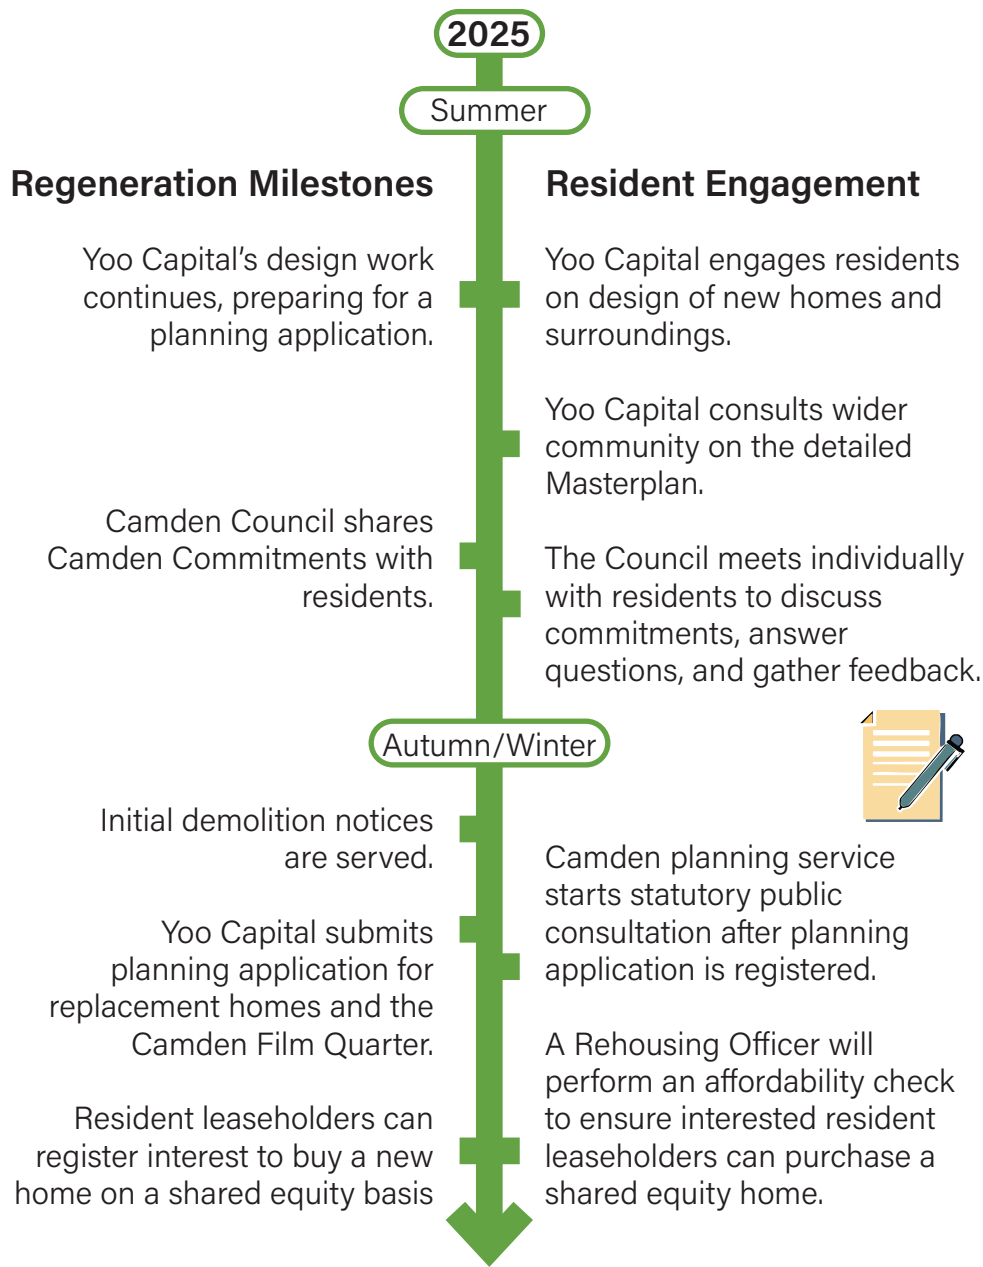 2025
Summer
Regeneration Milestones
Yoo Capital's design work
continues, preparing for a
planning application.
Camden Council shares
Camden Commitments with
residents.
Resident Engagement
Yoo Capital engages residents
on design of new homes and
surroundings.
Yoo Capital consults wider
community on the detailed
Masterplan.
The Council meets individually
with residents to discuss
commitments, answer
questions, and gather feedback.
Autumn/Winter
Initial demolition notices
are served.
Yoo Capital submits
planning application for
replacement homes and the
Camden Film Quarter.
Resident leaseholders can
register interest to buy a new
home on a shared equity basis
Camden planning service
starts statutory public
consultation after planning
application is registered.
A Rehousing Officer will
perform an affordability check
to ensure interested resident
leaseholders can purchase a
shared equity home.